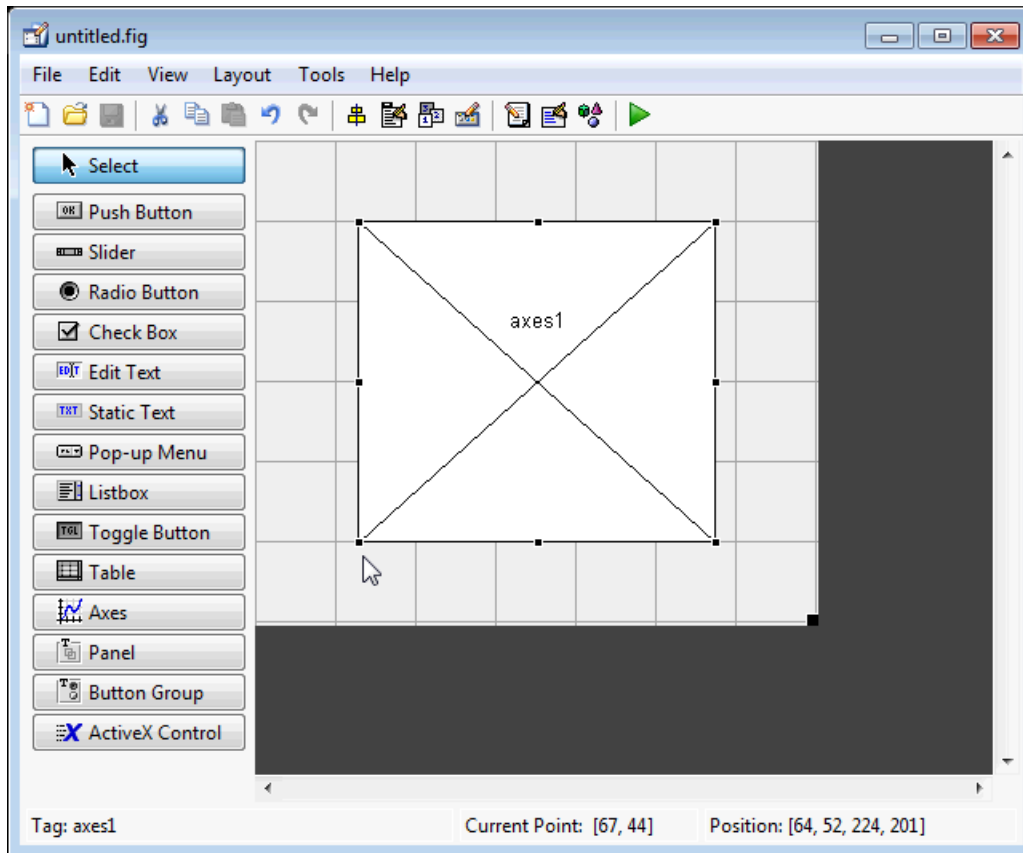 untitled.fig
File Edit View Layout Tools Help
Select
Push Button
Slider
Radio Button
Check Box
Edit Text
Static Text
Pop-up Menu
Listbox
Toggle Button
Table
Axes
Panel
Button Group
ActiveX Control
axes1
Tag: axes1 Current Point: [67, 44] Position: [64, 52, 224, 201]